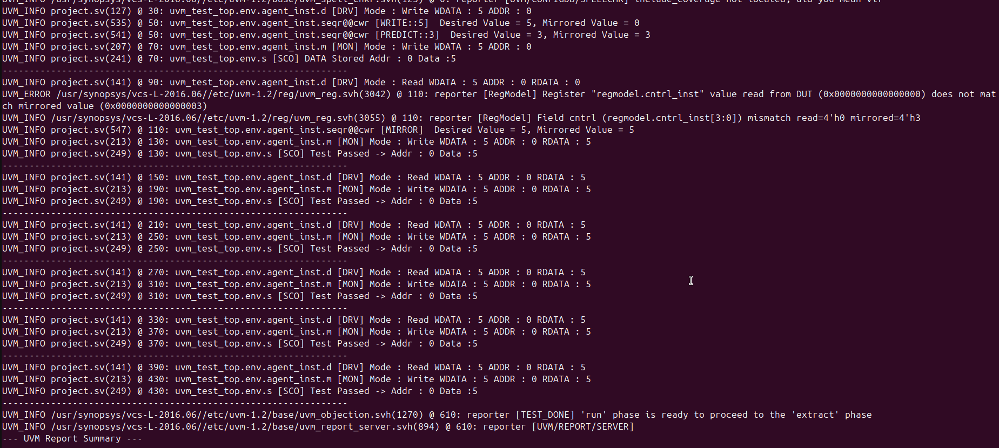 UVM_INFO /usr/synopsys/vcs-L-2016.06//etc/uvm-1.2/base/uvm_spell_chkr.svh(123) @ 0: reporter [UVM/CONFIGDB/SPELLCHK] include_coverage not located, did you mean vif
UVM_INFO project.sv(127) @ 30: uvm_test_top.env.agent_inst.d [DRV] Mode : Write WDATA : 5 ADDR : 0
UVM_INFO project.sv(535) @ 50: uvm_test_top.env.agent_inst.seqr@@cwr [WRITE::5]  Desired Value = 5, Mirrored Value = 0
UVM_INFO project.sv(541) @ 50: uvm_test_top.env.agent_inst.seqr@@cwr [PREDICT::3]  Desired Value = 3, Mirrored Value = 3
UVM_INFO project.sv(207) @ 70: uvm_test_top.env.agent_inst.m [MON] Mode : Write WDATA : 5 ADDR : 0
UVM_INFO project.sv(241) @ 70: uvm_test_top.env.s [SCO] DATA Stored Addr : 0 Data :5
----------------------------------------------------------------
UVM_INFO project.sv(141) @ 90: uvm_test_top.env.agent_inst.d [DRV] Mode : Read WDATA : 5 ADDR : 0 RDATA : 0
UVM_ERROR /usr/synopsys/vcs-L-2016.06//etc/uvm-1.2/reg/uvm_reg.svh(3042) @ 110: reporter [RegModel] Register "regmodel.cntrl_inst" value read from DUT (0x0000000000000000) does not mat
ch mirrored value (0x0000000000000003)
UVM_INFO /usr/synopsys/vcs-L-2016.06//etc/uvm-1.2/reg/uvm_reg.svh(3055) @ 110: reporter [RegModel] Field cntrl (regmodel.cntrl_inst[3:0]) mismatch read=4'h0 mirrored=4'h3
UVM_INFO project.sv(547) @ 110: uvm_test_top.env.agent_inst.seqr@@cwr [MIRROR]  Desired Value = 5, Mirrored Value = 5
UVM_INFO project.sv(213) @ 130: uvm_test_top.env.agent_inst.m [MON] Mode : Write WDATA : 5 ADDR : 0 RDATA : 5
UVM_INFO project.sv(249) @ 130: uvm_test_top.env.s [SCO] Test Passed -> Addr : 0 Data :5
----------------------------------------------------------------
UVM_INFO project.sv(141) @ 150: uvm_test_top.env.agent_inst.d [DRV] Mode : Read WDATA : 5 ADDR : 0 RDATA : 5
UVM_INFO project.sv(213) @ 190: uvm_test_top.env.agent_inst.m [MON] Mode : Write WDATA : 5 ADDR : 0 RDATA : 5
UVM_INFO project.sv(249) @ 190: uvm_test_top.env.s [SCO] Test Passed -> Addr : 0 Data :5
----------------------------------------------------------------
UVM_INFO project.sv(141) @ 210: uvm_test_top.env.agent_inst.d [DRV] Mode : Read WDATA : 5 ADDR : 0 RDATA : 5
UVM_INFO project.sv(213) @ 250: uvm_test_top.env.agent_inst.m [MON] Mode : Write WDATA : 5 ADDR : 0 RDATA : 5
UVM_INFO project.sv(249) @ 250: uvm_test_top.env.s [SCO] Test Passed -> Addr : 0 Data :5
----------------------------------------------------------------
UVM_INFO project.sv(141) @ 270: uvm_test_top.env.agent_inst.d [DRV] Mode : Read WDATA : 5 ADDR : 0 RDATA : 5
UVM_INFO project.sv(213) @ 310: uvm_test_top.env.agent_inst.m [MON] Mode : Write WDATA : 5 ADDR : 0 RDATA : 5
UVM_INFO project.sv(249) @ 310: uvm_test_top.env.s [SCO] Test Passed -> Addr : 0 Data :5
----------------------------------------------------------------
UVM_INFO project.sv(141) @ 330: uvm_test_top.env.agent_inst.d [DRV] Mode : Read WDATA : 5 ADDR : 0 RDATA : 5
UVM_INFO project.sv(213) @ 370: uvm_test_top.env.agent_inst.m [MON] Mode : Write WDATA : 5 ADDR : 0 RDATA : 5
UVM_INFO project.sv(249) @ 370: uvm_test_top.env.s [SCO] Test Passed -> Addr : 0 Data :5
----------------------------------------------------------------
UVM_INFO project.sv(141) @ 390: uvm_test_top.env.agent_inst.d [DRV] Mode : Read WDATA : 5 ADDR : 0 RDATA : 5
UVM_INFO project.sv(213) @ 430: uvm_test_top.env.agent_inst.m [MON] Mode : Write WDATA : 5 ADDR : 0 RDATA : 5
UVM_INFO project.sv(249) @ 430: uvm_test_top.env.s [SCO] Test Passed -> Addr : 0 Data :5
----------------------------------------------------------------
UVM_INFO /usr/synopsys/vcs-L-2016.06//etc/uvm-1.2/base/uvm_objection.svh(1270) @ 610: reporter [TEST_DONE] 'run' phase is ready to proceed to the 'extract' phase
UVM_INFO /usr/synopsys/vcs-L-2016.06//etc/uvm-1.2/base/uvm_report_server.svh(894) @ 610: reporter [UVM/REPORT/SERVER]
--- UVM Report Summary ---